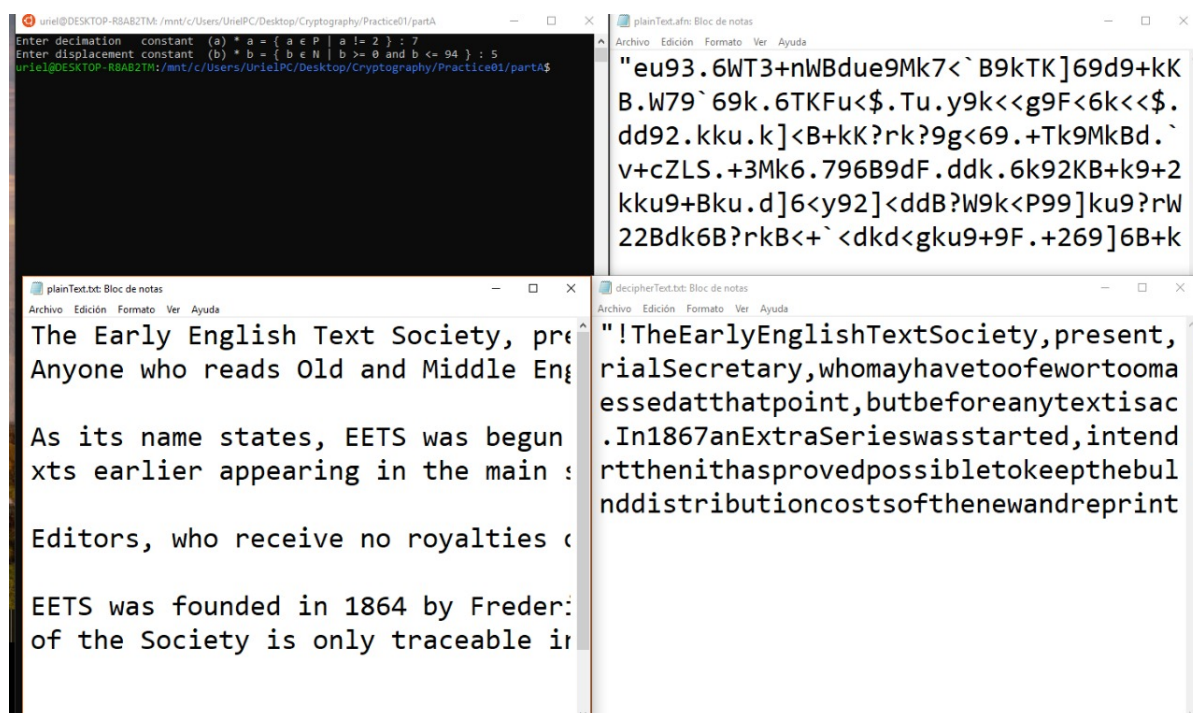 uriel@DESKTOP-R8AB2TM: /mnt/c/Users/UrielPC/Desktop/Cryptography/Practice01/partA
Enter decimation constant (a) * a = { a ϵ P | a != 2 } : 7
Enter displacement constant (b) * b = { b ϵ N | b >= 0 and b <= 94 } : 5
uriel@DESKTOP-R8AB2TM:/mnt/c/Users/UrielPC/Desktop/Cryptography/Practice01/partA$
plainText.afn: Bloc de notas
Archivo Edición Formato Ver Ayuda
"eu93.6WT3+nWBdue9Mk7<`B9kTK]69d9+kK
B.W79`69k.6TKFu<$.Tu.y9k<<g9F<6k<<$.
dd92.kku.k]<B+kK?rk?9g<69.+Tk9MkBd.`
v+cZLS.+3Mk6.796B9dF.ddk.6k92KB+k9+2
kku9+Bku.d]6<y92]<ddB?W9k<P99]ku9?rW
22Bdk6B?rkB<+`<dkd<gku9+9F.+269]6B+k
plainText.txt: Bloc de notas
Archivo Edición Formato Ver Ayuda
The Early English Text Society, pre
Anyone who reads Old and Middle Eng
As its name states, EETS was begun
xts earlier appearing in the main s
Editors, who receive no royalties o
EETS was founded in 1864 by Frederi
of the Society is only traceable in
decipherText.txt: Bloc de notas
Archivo Edición Formato Ver Ayuda
"!TheEarlyEnglishTextSociety,present,
rialSecretary,whomayhavetoofewortooma
essedatthatpoint,butbeforeanytextisac
.In1867anExtraSerieswasstarted,intend
rtthenithasprovedpossibletokeepthebul
nddistributioncostsofthenewandreprint